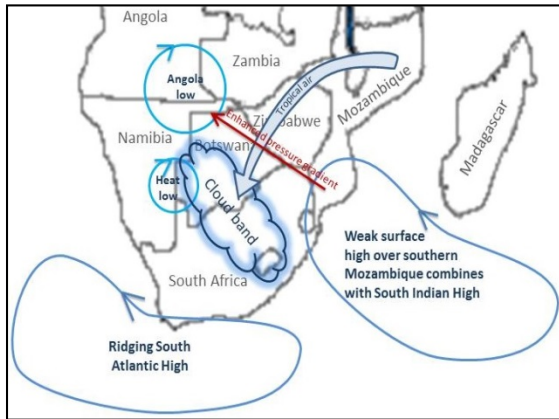 Angola
Zambia
Angola
low
Tropical air
Mozambique
Madagascar
Enhanced pressure gradient
Zimbabwe
Namibia
Botswana
Heat
low
Cloud band
Weak surface
high over southern
Mozambique combines
with South Indian High
South Africa
Ridging South
Atlantic High